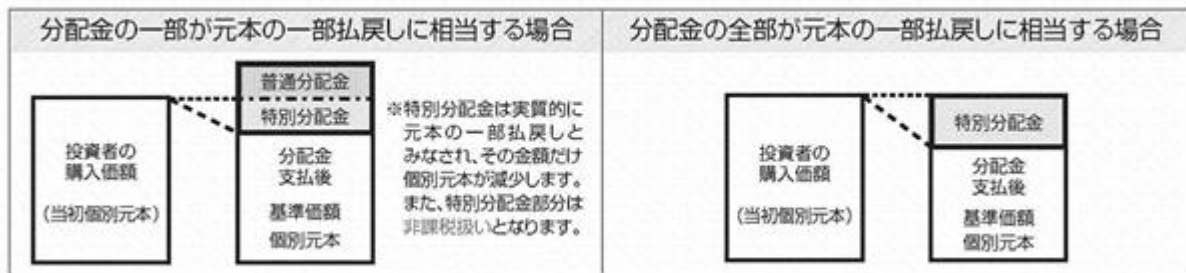 分配金の一部が元本の一部払戻しに相当する場合
投資者の
購入価額
(当初個別元本)
普通分配金
特別分配金
分配金
支払後
基準価額
個別元本
※特別分配金は実質的に
元本の一部払戻しと
みなされ、その金額だけ
個別元本が減少します。
また、特別分配金部分は
非課税扱いとなります。
分配金の全部が元本の一部払戻しに相当する場合
投資者の
購入価額
(当初個別元本)
特別分配金
分配金
支払後
基準価額
個別元本